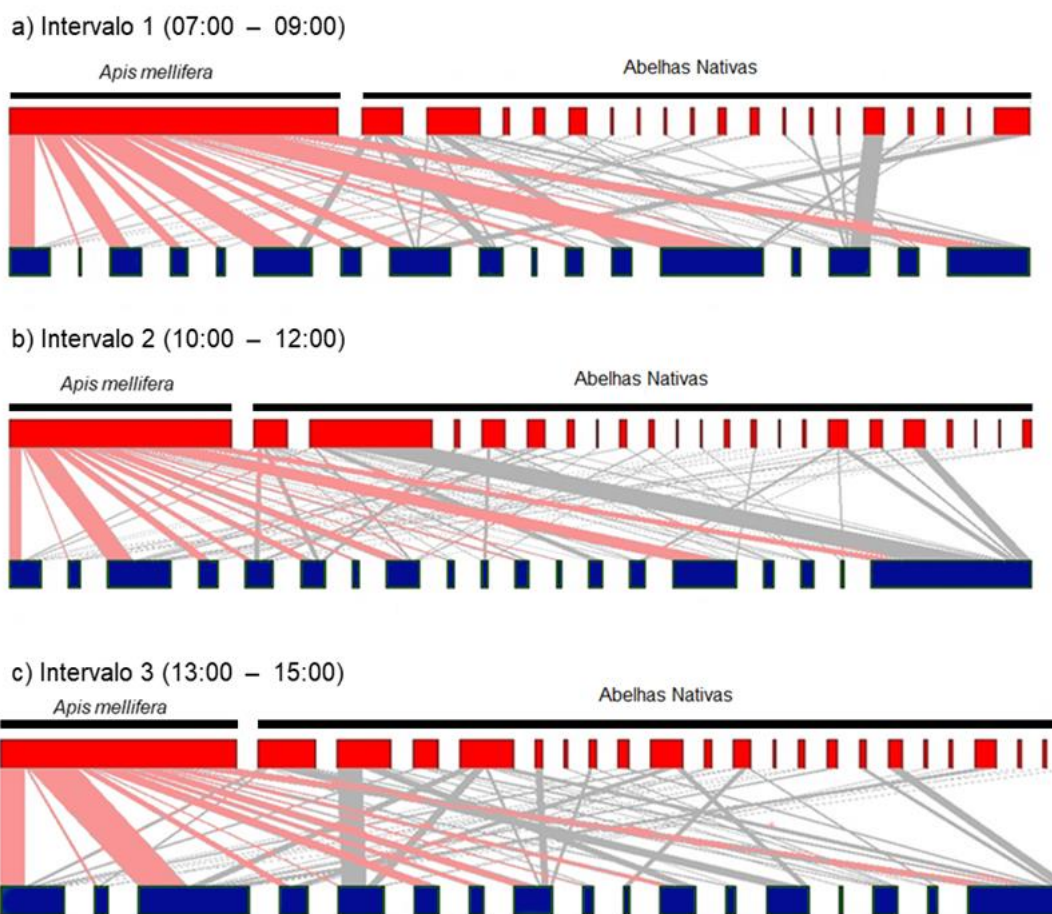 a) Intervalo 1 (07:00 – 09:00)
Apis mellifera
Abelhas Nativas
b) Intervalo 2 (10:00 – 12:00)
Apis mellifera
Abelhas Nativas
c) Intervalo 3 (13:00 – 15:00)
Apis mellifera
Abelhas Nativas